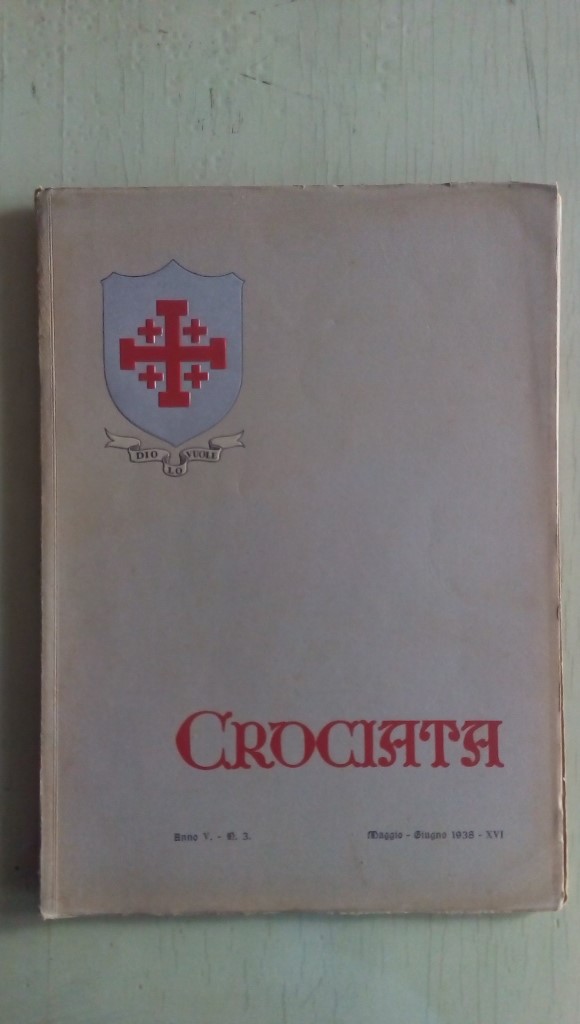 DIO LO VUOLE
CROCIATA
Anno V. - N. 3.
Maggio - Giugno 1938 - XVI